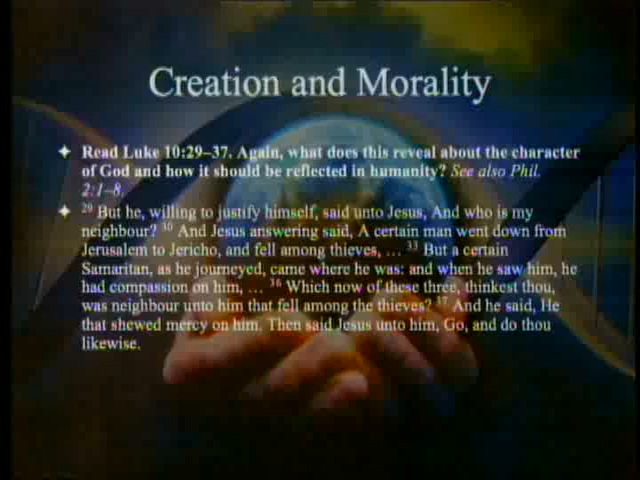 Creation and Morality
✦ Read Luke 10:29–37. Again, what does this reveal about the character
of God and how it should be reflected in humanity? See also Phil.
2:1–8.
✦ 29 But he, willing to justify himself, said unto Jesus, And who is my
neighbour? 30 And Jesus answering said, A certain man went down from
Jerusalem to Jericho, and fell among thieves, ... 33 But a certain
Samaritan, as he journeyed, came where he was: and when he saw him, he
had compassion on him, ... 36 Which now of these three, thinkest thou,
was neighbour unto him that fell among the thieves? 37 And he said, He
that shewed mercy on him. Then said Jesus unto him, Go, and do thou
likewise.